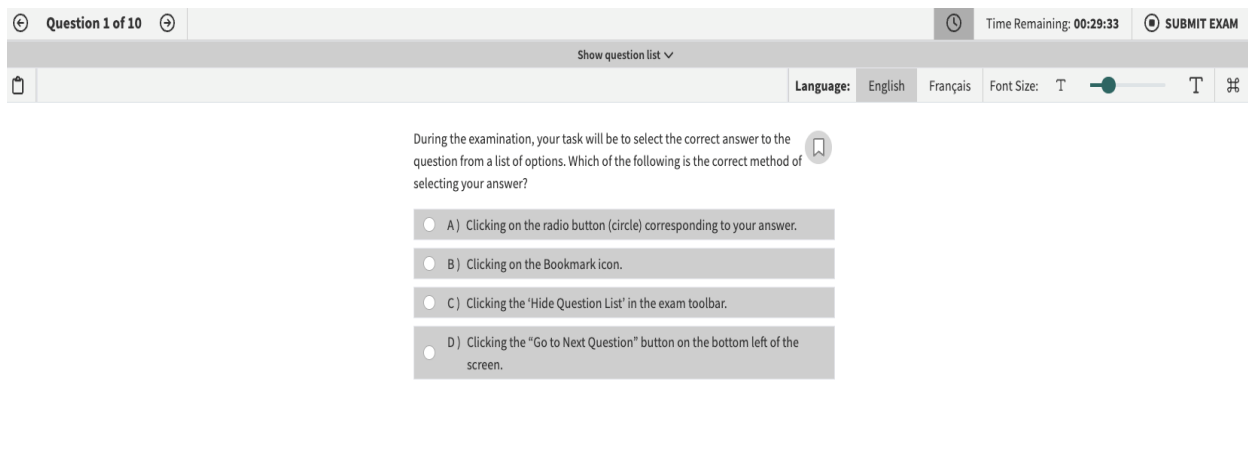 Question 1 of 10
Time Remaining: 00:29:33
SUBMIT EXAM
Show question list
Language: English Français Font Size: T T
During the examination, your task will be to select the correct answer to the
question from a list of options. Which of the following is the correct method of
selecting your answer?
A) Clicking on the radio button (circle) corresponding to your answer.
B) Clicking on the Bookmark icon.
C) Clicking the ‘Hide Question List’ in the exam toolbar.
D) Clicking the “Go to Next Question” button on the bottom left of the
screen.